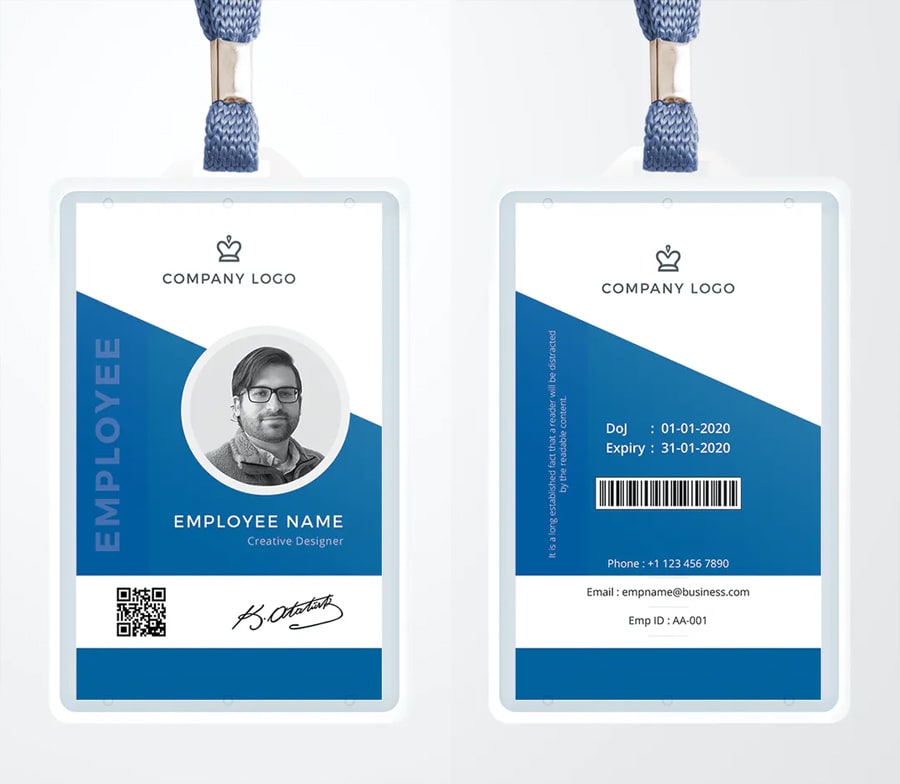 COMPANY LOGO
EMPLOYEE
EMPLOYEE NAME
Creative Designer
K. Atatürk
COMPANY LOGO
It is a long established fact that a reader will be distracted
by the readable content.
DoJ : 01-01-2020
Expiry : 31-01-2020
Phone : +1 123 456 7890
Email : empname@business.com
Emp ID : AA-001